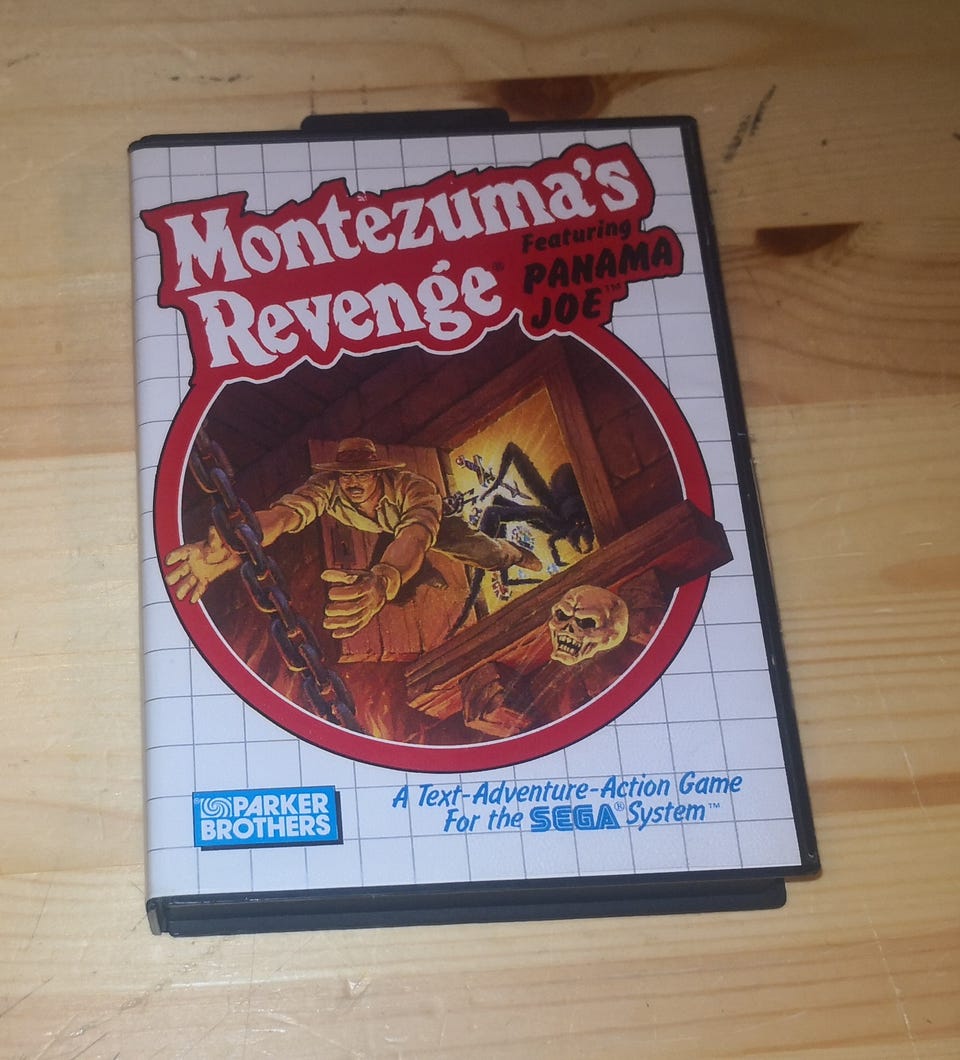 Montezuma's
Revenge®
Featuring
PANAMA
JOE™
PARKER
BROTHERS
A Text-Adventure-Action Game
For the SEGA® System™